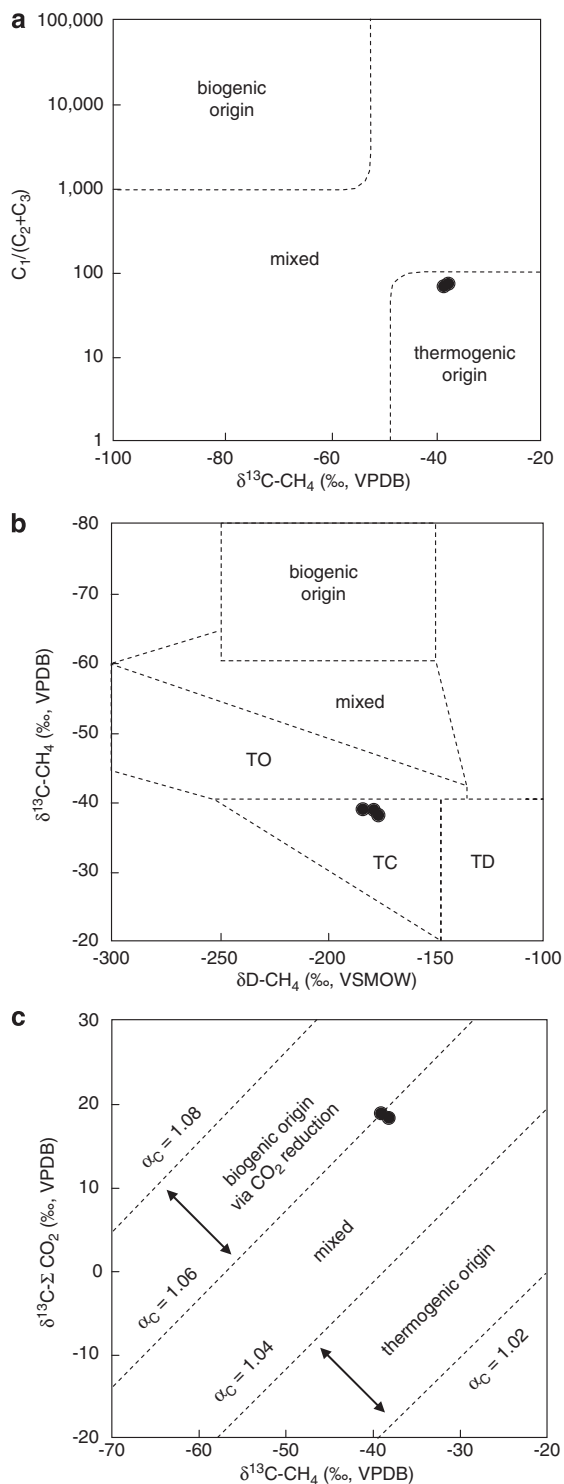 a
100,000
10,000
1,000
100
10
1
C₁/(C₂+C₃)
biogenic
origin
mixed
thermogenic
origin
-100
-80
-60
-40
-20
δ¹³C-CH₄ (‰, VPDB)
b
-80
-70
-60
-50
-40
-30
-20
δ¹³C-CH₄ (‰, VPDB)
biogenic
origin
mixed
TO
TC
TD
-300
-250
-200
-150
-100
δD-CH₄ (‰, VSMOW)
c
30
20
10
0
-10
-20
δ¹³C-Σ CO₂ (‰, VPDB)
α_C = 1.08
biogenic origin
via CO₂ reduction
α_C = 1.06
mixed
α_C = 1.04
thermogenic origin
α_C = 1.02
-70
-60
-50
-40
-30
-20
δ¹³C-CH₄ (‰, VPDB)